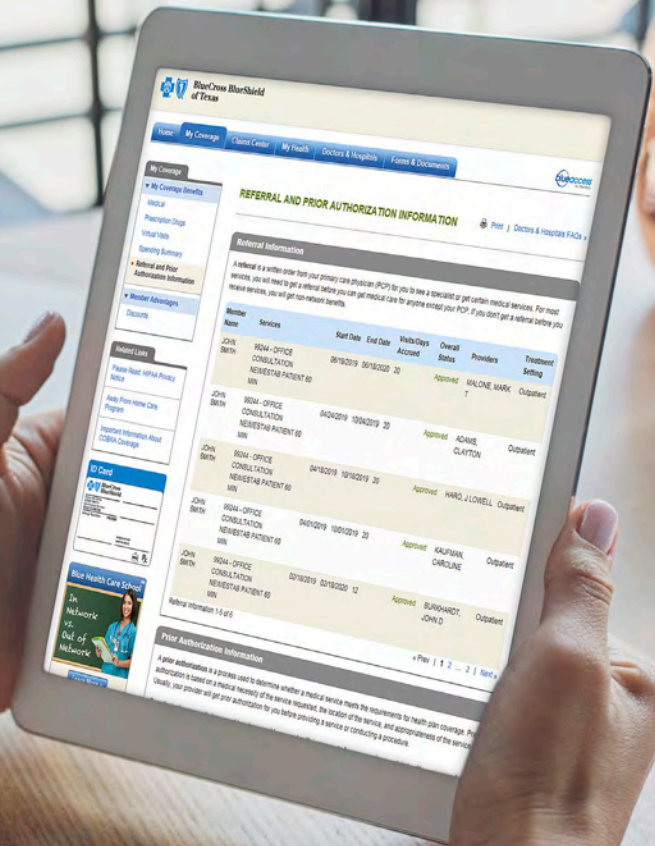 BlueCross BlueShield
of Texas
Home
My Coverage
Claims Center
My Health
Doctors & Hospitals
Forms & Documents
blueaccess
My Coverage
My Coverage Benefits
Medical
Prescription Drugs
Virtual Visits
Spending Summary
Referral and Prior
Authorization Information
Member Advantages
Discounts
Related Links
Please Read: HIPAA Privacy
Notice
Away From Home Care
Program
Important Information About
COBRA Coverage
ID Card
BlueCross
BlueShield
Blue Health Care School
In
Network
vs.
Out of
Network
Learn More
REFERRAL AND PRIOR AUTHORIZATION INFORMATION
Print | Doctors & Hospitals FAQs »
Referral Information
A referral is a written order from your primary care physician (PCP) for you to see a specialist or get certain medical services. For most
services, you will need to get a referral before you can get medical care for anyone except your PCP. If you don't get a referral before you
receive services, you will get non-network benefits.
Member
Name
Services
Start Date
End Date
Visits/Days
Accrued
Overall
Status
Providers
Treatment
Setting
JOHN
SMITH
99244 - OFFICE
CONSULTATION
NEW/ESTAB PATIENT 60
MIN
06/19/2019 06/18/2020 20
Approved
MALONE, MARK
T
Outpatient
JOHN
SMITH
99244 - OFFICE
CONSULTATION
NEW/ESTAB PATIENT 60
MIN
04/24/2019 10/04/2019 20
Approved
ADAMS,
CLAYTON
Outpatient
JOHN
SMITH
99244 - OFFICE
CONSULTATION
NEW/ESTAB PATIENT 60
MIN
04/18/2019 10/16/2019 20
Approved
HARO, J LOWELL
Outpatient
JOHN
SMITH
99244 - OFFICE
CONSULTATION
NEW/ESTAB PATIENT 60
MIN
04/01/2019 10/01/2019 20
Approved
KAUFMAN,
CAROLINE
Outpatient
JOHN
SMITH
99244 - OFFICE
CONSULTATION
NEW/ESTAB PATIENT 60
MIN
02/18/2019 02/18/2020 12
Approved
BURKHARDT,
JOHN D
Outpatient
Referral Information 1-5 of 6
« Prev | 1 2 ... 2 | Next »
Prior Authorization Information
A prior authorization is a process used to determine whether a medical service meets the requirements for health plan coverage.
authorization is based on a medical necessity of the service requested, the location of the service, and appropriateness of the service
Usually, your provider will get prior authorization for you before providing a service or conducting a procedure.